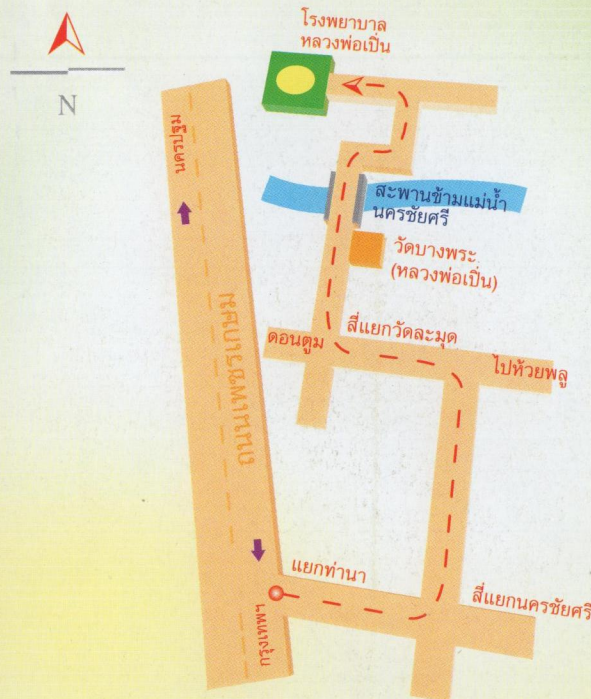 โรงพยาบาล
หลวงพ่อเปิ่น
N
นครปฐม
สะพานข้ามแม่น้ำ
นครชัยศรี
วัดบางพระ
(หลวงพ่อเปิ่น)
ถนนเพชรเกษม
สี่แยกวัดละมุด
ดอนตูม
ไปห้วยพลู
แยกท่านา
สี่แยกนครชัยศรี
กรุงเทพฯ